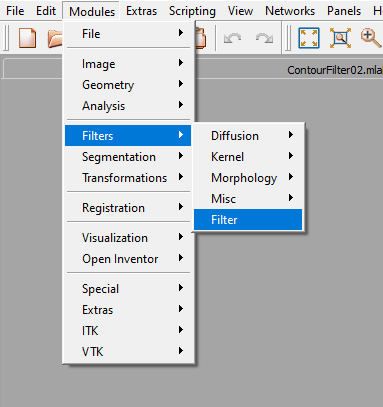 File Edit Modules Extras Scripting View Networks Panels H
ContourFilter02.mla
File
Image
Geometry
Analysis
Filters
Segmentation
Transformations
Registration
Visualization
Open Inventor
Special
Extras
ITK
VTK
Diffusion
Kernel
Morphology
Misc
Filter